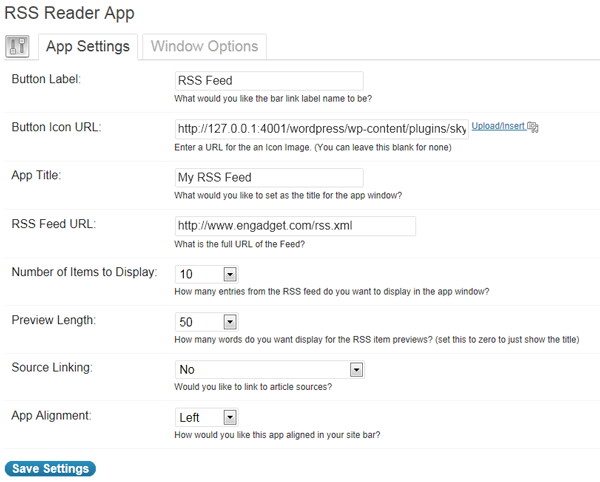 RSS Reader App
App Settings Window Options
Button Label: RSS Feed
What would you like the bar link label name to be?
Button Icon URL: http://127.0.0.1:4001/wordpress/wp-content/plugins/sky Upload/Insert
Enter a URL for the an Icon Image. (You can leave this blank for none)
App Title: My RSS Feed
What would you like to set as the title for the app window?
RSS Feed URL: http://www.engadget.com/rss.xml
What is the full URL of the Feed?
Number of Items to Display: 10
How many entries from the RSS feed do you want to display in the app window?
Preview Length: 50
How many words do you want display for the RSS item previews? (set this to zero to just show the title)
Source Linking: No
Would you like to link to article sources?
App Alignment: Left
How would you like this app aligned in your site bar?
Save Settings